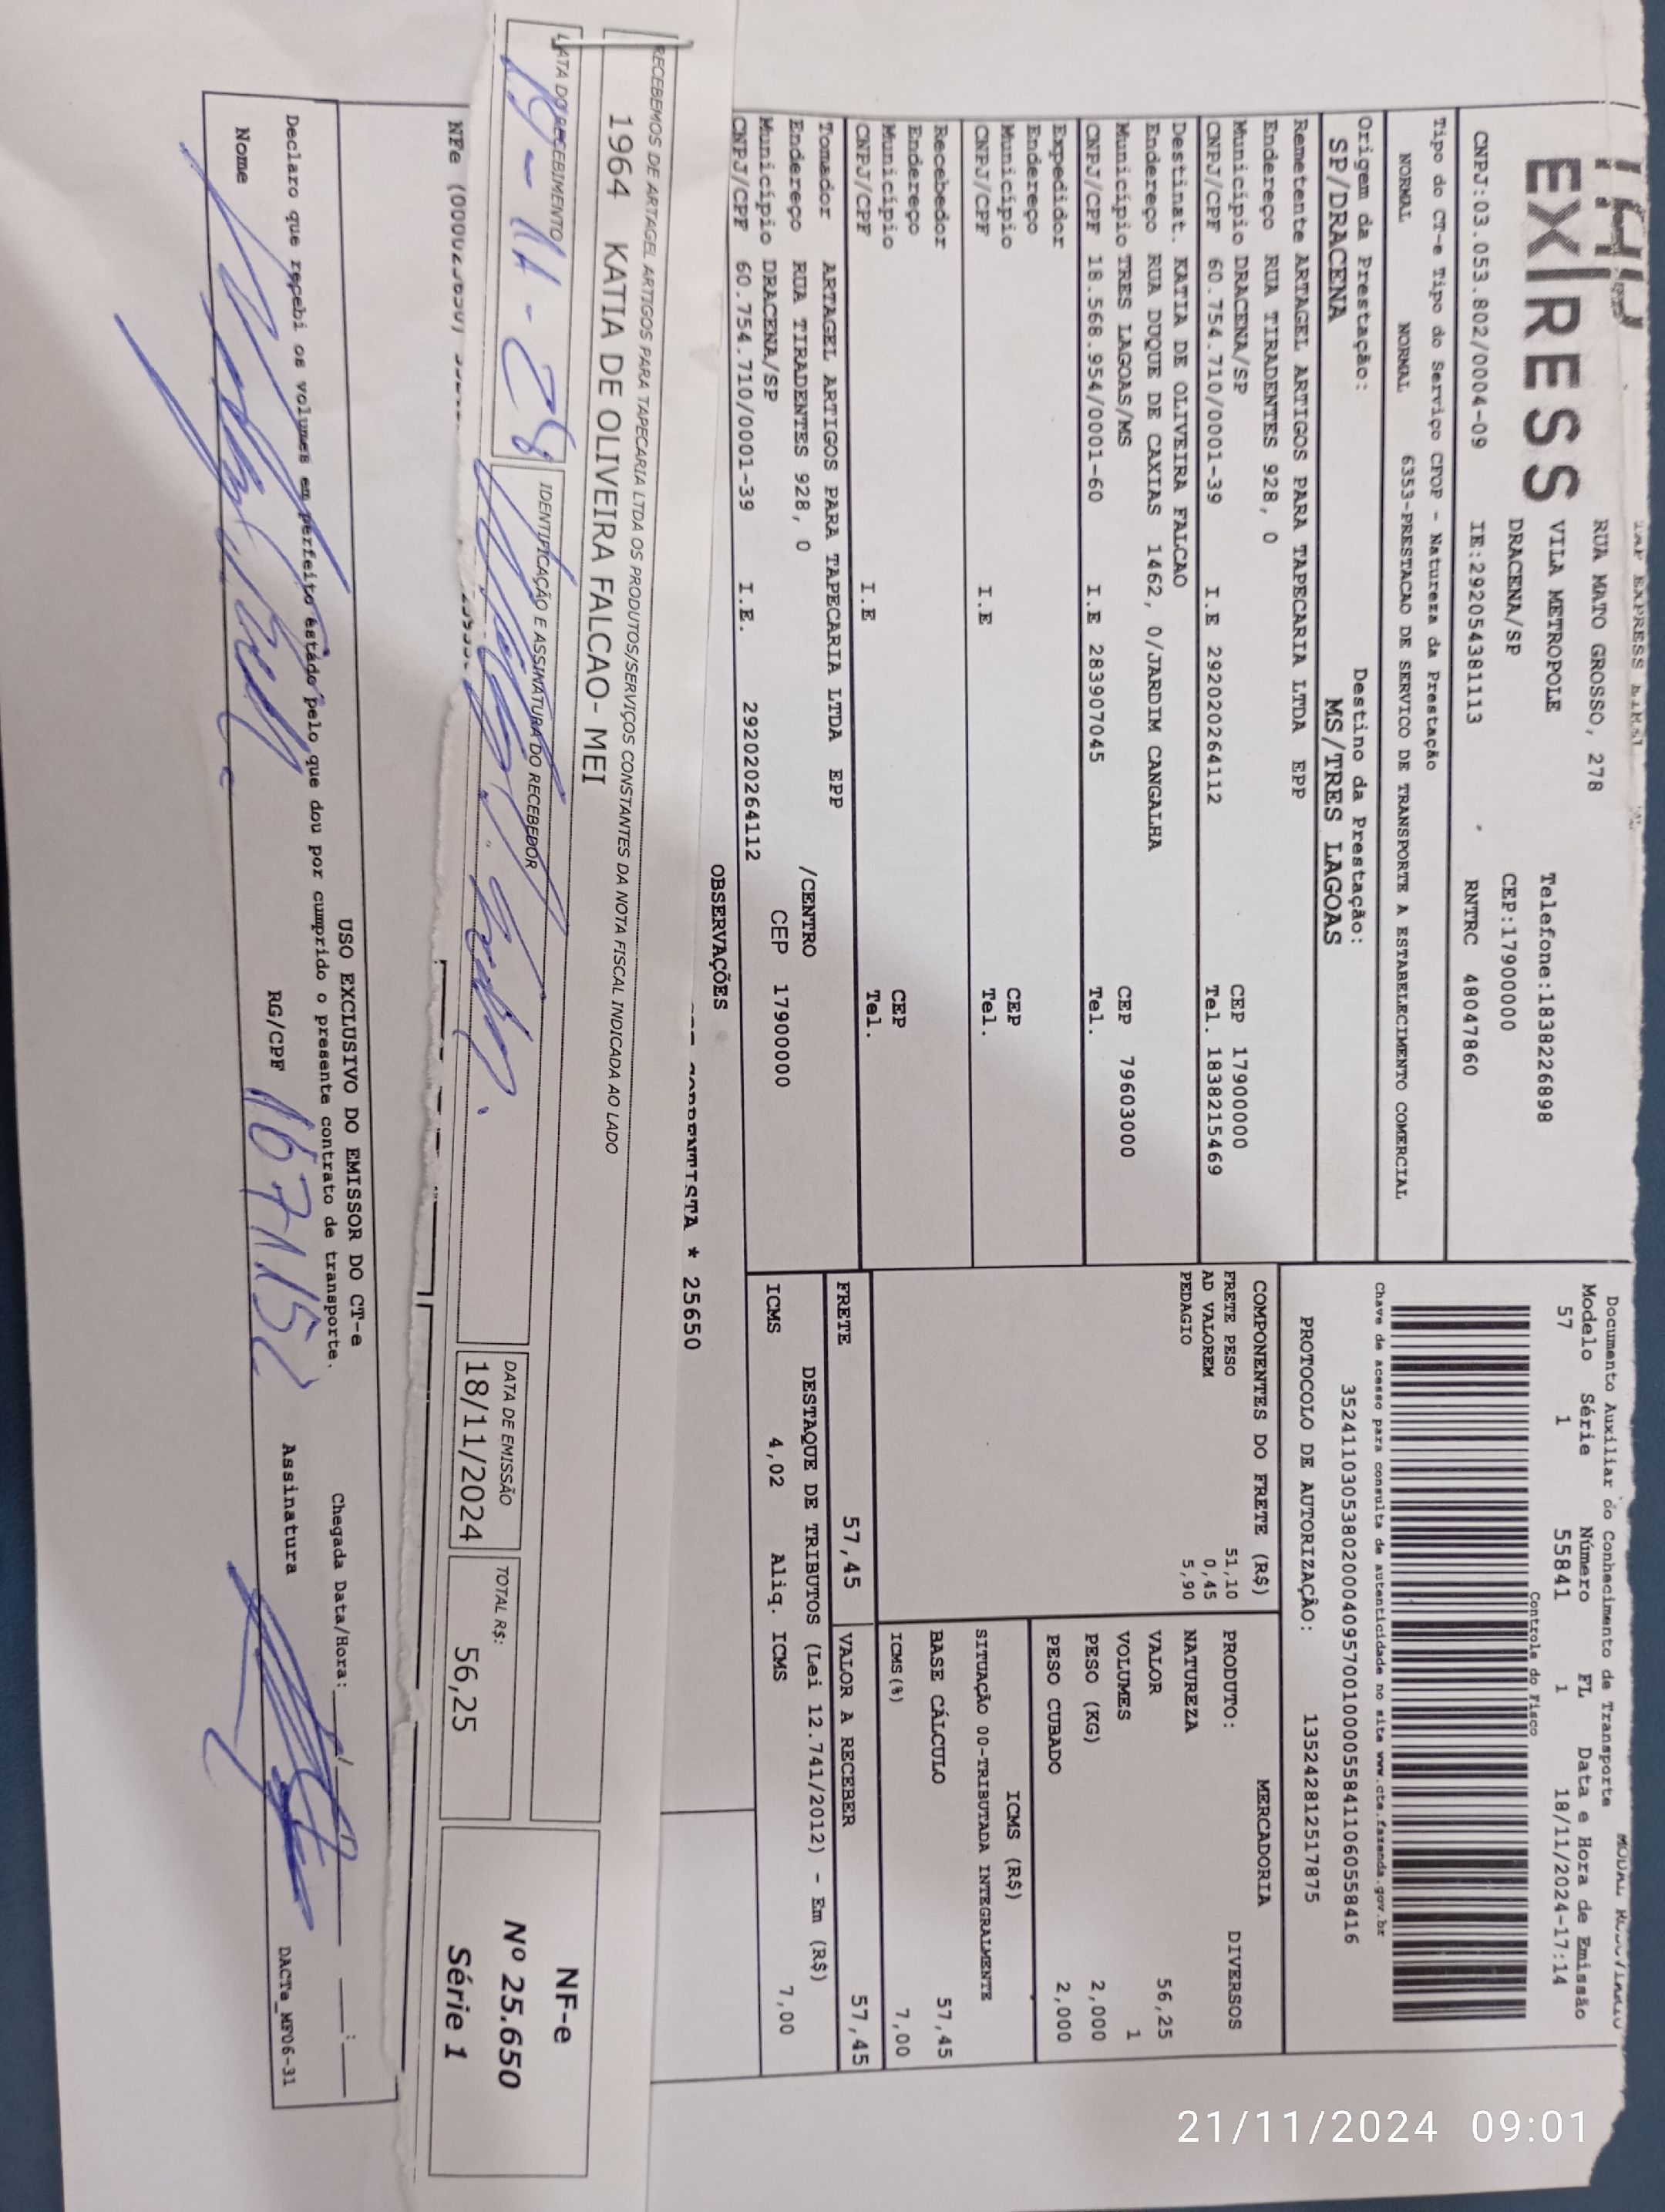 EXPRESS
RUA MATO GROSSO, 278
VILA METROPOLE
DRACENA/SP
Telefone:1838226898
CEP:17900000
CNPJ:03.053.802/0004-09 IE:292054381113 RNTRC 48047860
Tipo do CT-e Tipo do Serviço CFOP - Natureza da Prestação
NORMAL NORMAL 6353-PRESTACAO DE SERVICO DE TRANSPORTE A ESTABELECIMENTO COMERCIAL
Origem da Prestação: Destino da Prestação:
SP/DRACENA MS/TRES LAGOAS
Remetente ARTAGEL ARTIGOS PARA TAPECARIA LTDA EPP
Endereço RUA TIRADENTES 928, 0
Município DRACENA/SP CEP 17900000
CNPJ/CPF 60.754.710/0001-39 I.E 292020264112 Tel. 1838215469
Destinat. KATIA DE OLIVEIRA FALCAO
Endereço RUA DUQUE DE CAXIAS 1462, 0/JARDIM CANGALHA
Município TRES LAGOAS/MS CEP 79603000
CNPJ/CPF 18.568.954/0001-60 I.E 283907045 Tel.
Expedidor
Endereço
Município CEP
CNPJ/CPF I.E Tel.
Recebedor
Endereço
Município CEP
CNPJ/CPF I.E Tel.
Tomador ARTAGEL ARTIGOS PARA TAPECARIA LTDA EPP
Endereço RUA TIRADENTES 928, 0 /CENTRO
Município DRACENA/SP CEP 17900000
CNPJ/CPF 60.754.710/0001-39 I.E. 292020264112
OBSERVAÇÕES
* 25650
Documento Auxiliar do Conhecimento de Transporte
Modelo Série Número FL Data e Hora de Emissão
57 1 55841 1 18/11/2024-17:14
Controle do Fisco
Chave de acesso para consulta de autenticidade no site www.cte.fazenda.gov.br
35241103053802000409570010000558411060558416
PROTOCOLO DE AUTORIZAÇÃO: 135242812517875
COMPONENTES DO FRETE (R$)
FRETE PESO 51,10
AD VALOREM 0,45
PEDAGIO 5,90
MERCADORIA
PRODUTO: DIVERSOS
NATUREZA
VALOR 56,25
VOLUMES 1
PESO (KG) 2,000
PESO CUBADO 2,000
ICMS (R$)
SITUAÇÃO 00-TRIBUTADA INTEGRALMENTE
BASE CÁLCULO 57,45
ICMS(%) 7,00
FRETE 57,45 VALOR A RECEBER 57,45
DESTAQUE DE TRIBUTOS (Lei 12.741/2012) - Em (R$)
ICMS 4,02 Aliq. ICMS 7,00
RECEBEMOS DE ARTAGEL ARTIGOS PARA TAPECARIA LTDA OS PRODUTOS/SERVIÇOS CONSTANTES DA NOTA FISCAL INDICADA AO LADO
1964 KATIA DE OLIVEIRA FALCAO- MEI
DATA DO RECEBIMENTO IDENTIFICAÇÃO E ASSINATURA DO RECEBEDOR
DATA DE EMISSÃO
18/11/2024
TOTAL R$:
56,25
NF-e
Nº 25.650
Série 1
NFe
USO EXCLUSIVO DO EMISSOR DO CT-e
Declaro que recebi os volumes em perfeito estado pelo que dou por cumprido o presente contrato de transporte.
Chegada Data/Hora:
Nome RG/CPF Assinatura
DACTe_MF06-31
21/11/2024 09:01